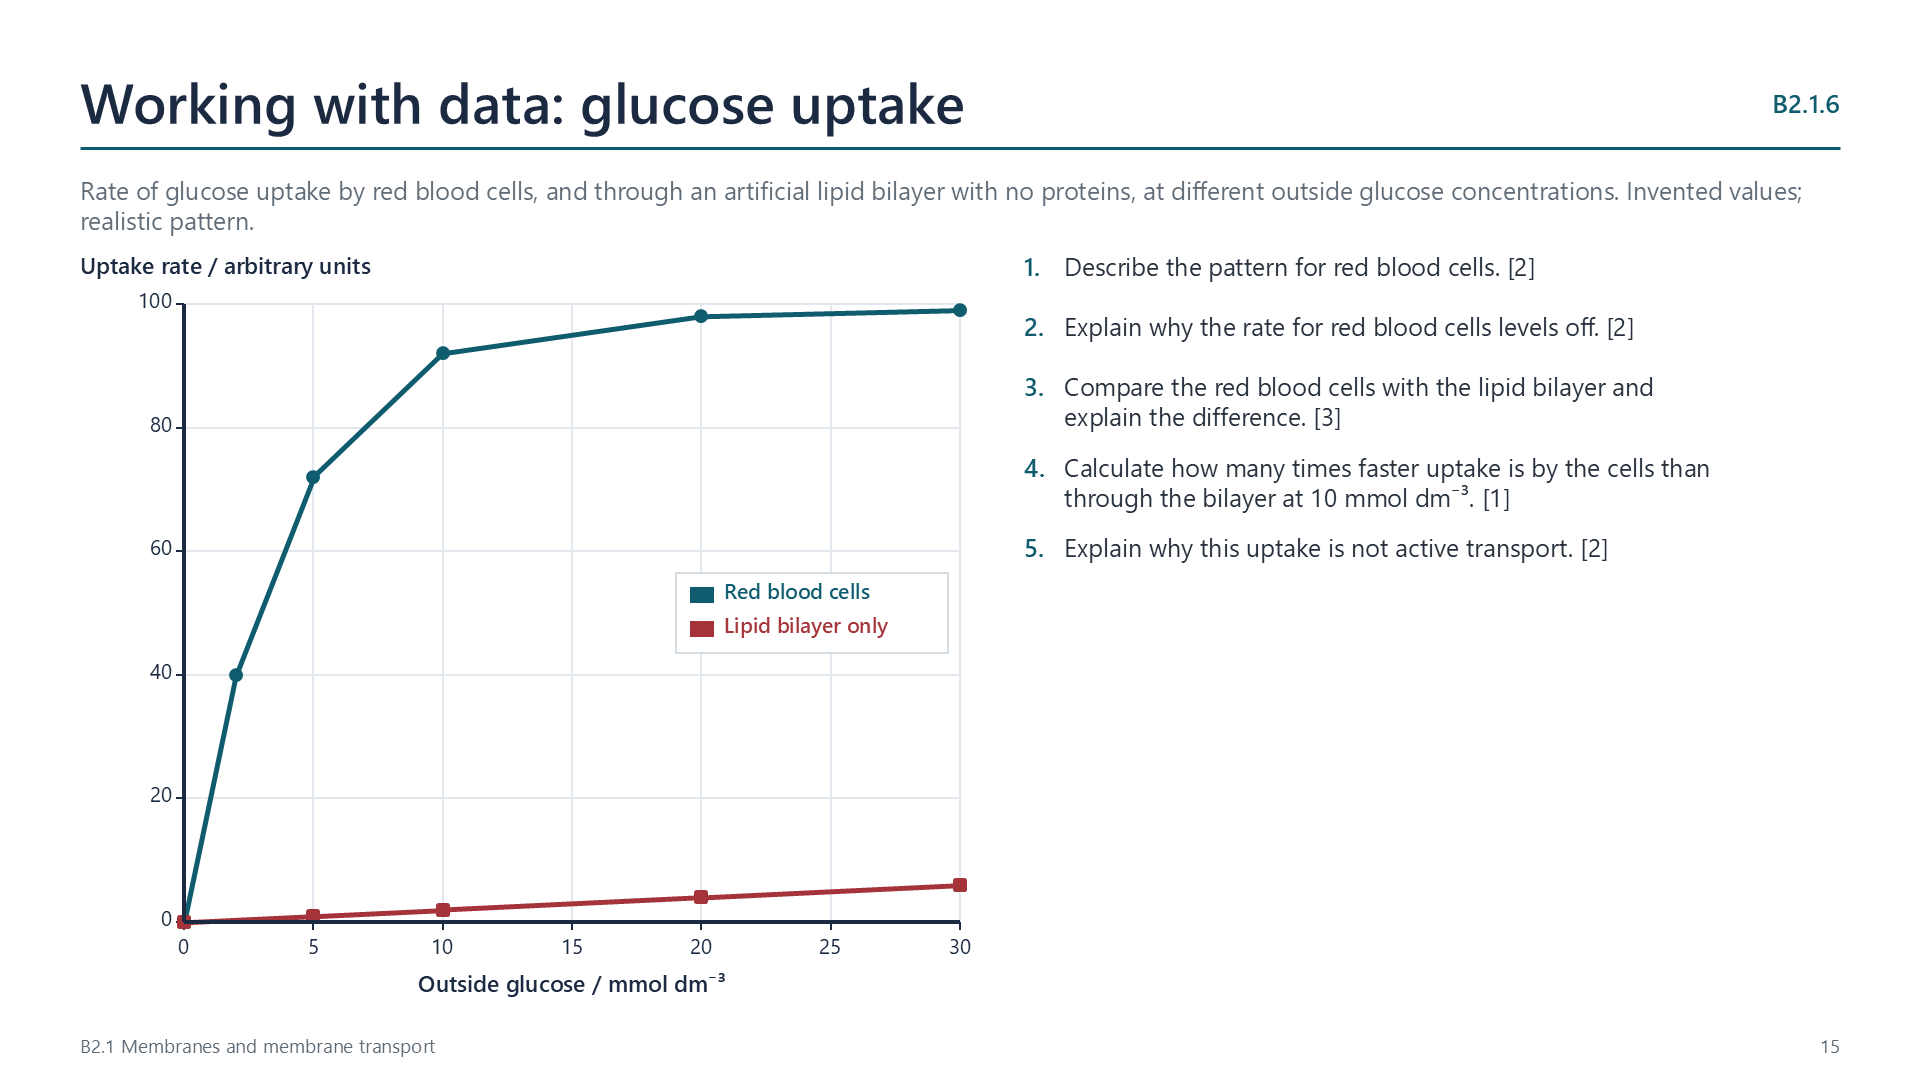 Working with data: glucose uptake
B2.1.6
Rate of glucose uptake by red blood cells, and through an artificial lipid bilayer with no proteins, at different outside glucose concentrations. Invented values;
realistic pattern.
Uptake rate / arbitrary units
100
80
60
40
20
0
0 5 10 15 20 25 30
Outside glucose / mmol dm⁻³
Red blood cells
Lipid bilayer only
1. Describe the pattern for red blood cells. [2]
2. Explain why the rate for red blood cells levels off. [2]
3. Compare the red blood cells with the lipid bilayer and
explain the difference. [3]
4. Calculate how many times faster uptake is by the cells than
through the bilayer at 10 mmol dm⁻³. [1]
5. Explain why this uptake is not active transport. [2]
B2.1 Membranes and membrane transport
15